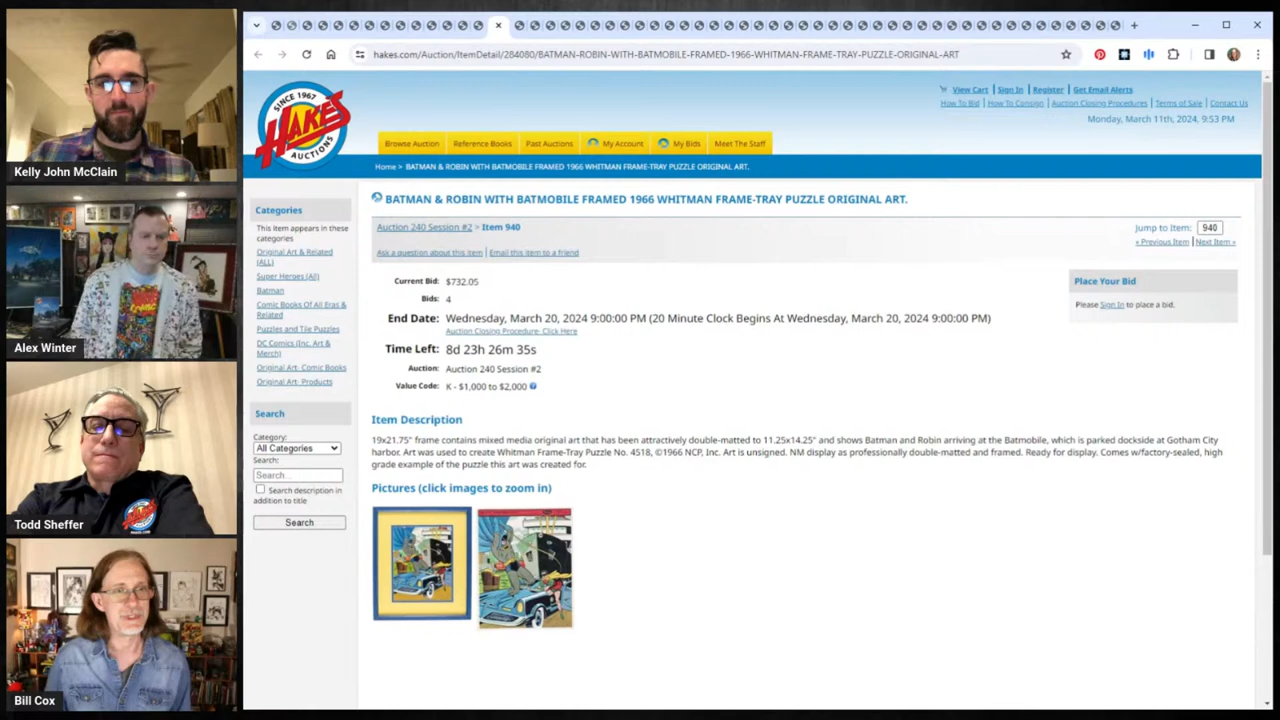 Kelly John McClain
Alex Winter
Todd Sheffer
Bill Cox
hakes.com/Auction/ItemDetail/284080/BATMAN-ROBIN-WITH-BATMOBILE-FRAMED-1966-WHITMAN-FRAME-TRAY-PUZZLE-ORIGINAL-ART
SINCE 1967
HAKES
AUCTIONS
View Cart | Sign In | Register | Get Email Alerts
How To Bid | How To Consign | Auction Closing Procedures | Terms of Sale | Contact Us
Monday, March 11th, 2024, 9:53 PM
Browse Auction Reference Books Past Auctions My Account My Bids Meet The Staff
Home > BATMAN & ROBIN WITH BATMOBILE FRAMED 1966 WHITMAN FRAME-TRAY PUZZLE ORIGINAL ART.
Categories
This item appears in these
categories
Original Art & Related
(ALL)
Super Heroes (All)
Batman
Comic Books Of All Eras &
Related
Puzzles and Tile Puzzles
DC Comics (Inc. Art &
Merch)
Original Art- Comic Books
Original Art- Products
Search
Category:
All Categories
Search:
Search...
Search description in
addition to title
Search
BATMAN & ROBIN WITH BATMOBILE FRAMED 1966 WHITMAN FRAME-TRAY PUZZLE ORIGINAL ART.
Auction 240 Session #2 > Item 940
Jump to Item: 940
« Previous Item | Next Item »
Ask a question about this item | Email this item to a friend
Current Bid: $732.05
Bids: 4
End Date: Wednesday, March 20, 2024 9:00:00 PM (20 Minute Clock Begins At Wednesday, March 20, 2024 9:00:00 PM)
Auction Closing Procedure: Click Here
Time Left: 8d 23h 26m 35s
Auction: Auction 240 Session #2
Value Code: K - $1,000 to $2,000
Place Your Bid
Please Sign In to place a bid.
Item Description
19x21.75" frame contains mixed media original art that has been attractively double-matted to 11.25x14.25" and shows Batman and Robin arriving at the Batmobile, which is parked dockside at Gotham City
harbor. Art was used to create Whitman Frame-Tray Puzzle No. 4518, ©1966 NCP, Inc. Art is unsigned. NM display as professionally double-matted and framed. Ready for display. Comes w/factory-sealed, high
grade example of the puzzle this art was created for.
Pictures (click images to zoom in)